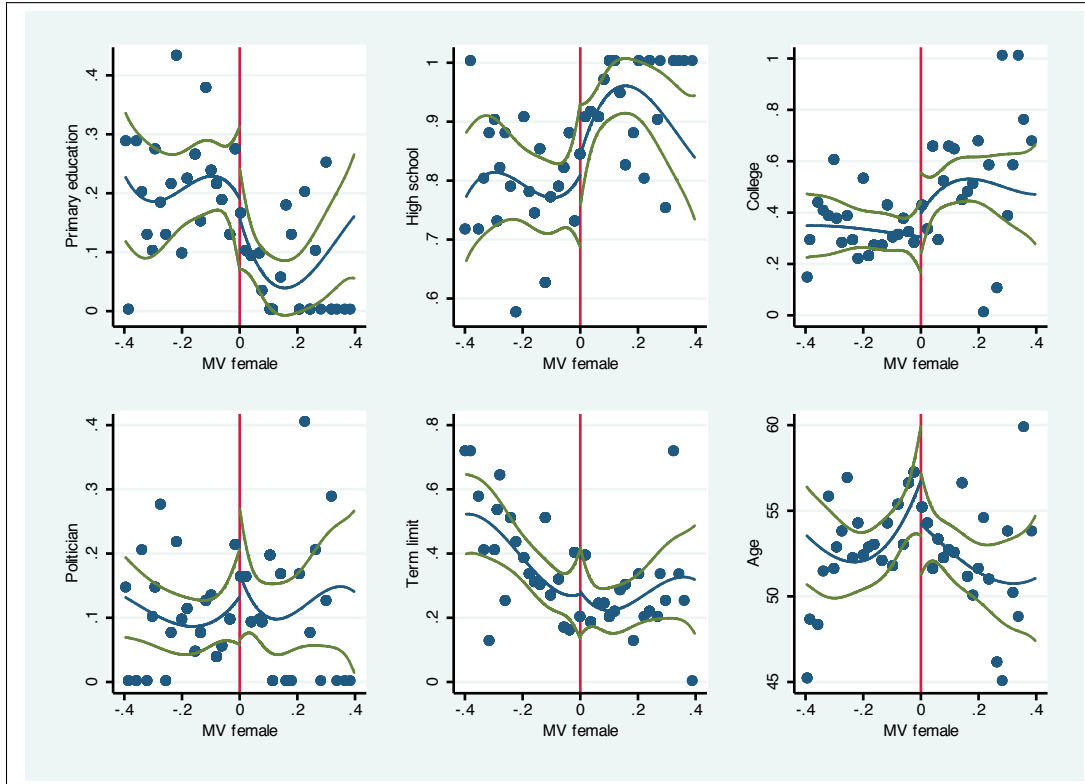 Primary education
.4
.3
.2
.1
0
-.4 -.2 0 .2 .4
MV female
High school
1
.9
.8
.7
.6
-.4 -.2 0 .2 .4
MV female
College
1
.8
.6
.4
.2
0
-.4 -.2 0 .2 .4
MV female
Politician
.4
.3
.2
.1
0
-.4 -.2 0 .2 .4
MV female
Term limit
.8
.6
.4
.2
0
-.4 -.2 0 .2 .4
MV female
Age
60
55
50
45
-.4 -.2 0 .2 .4
MV female